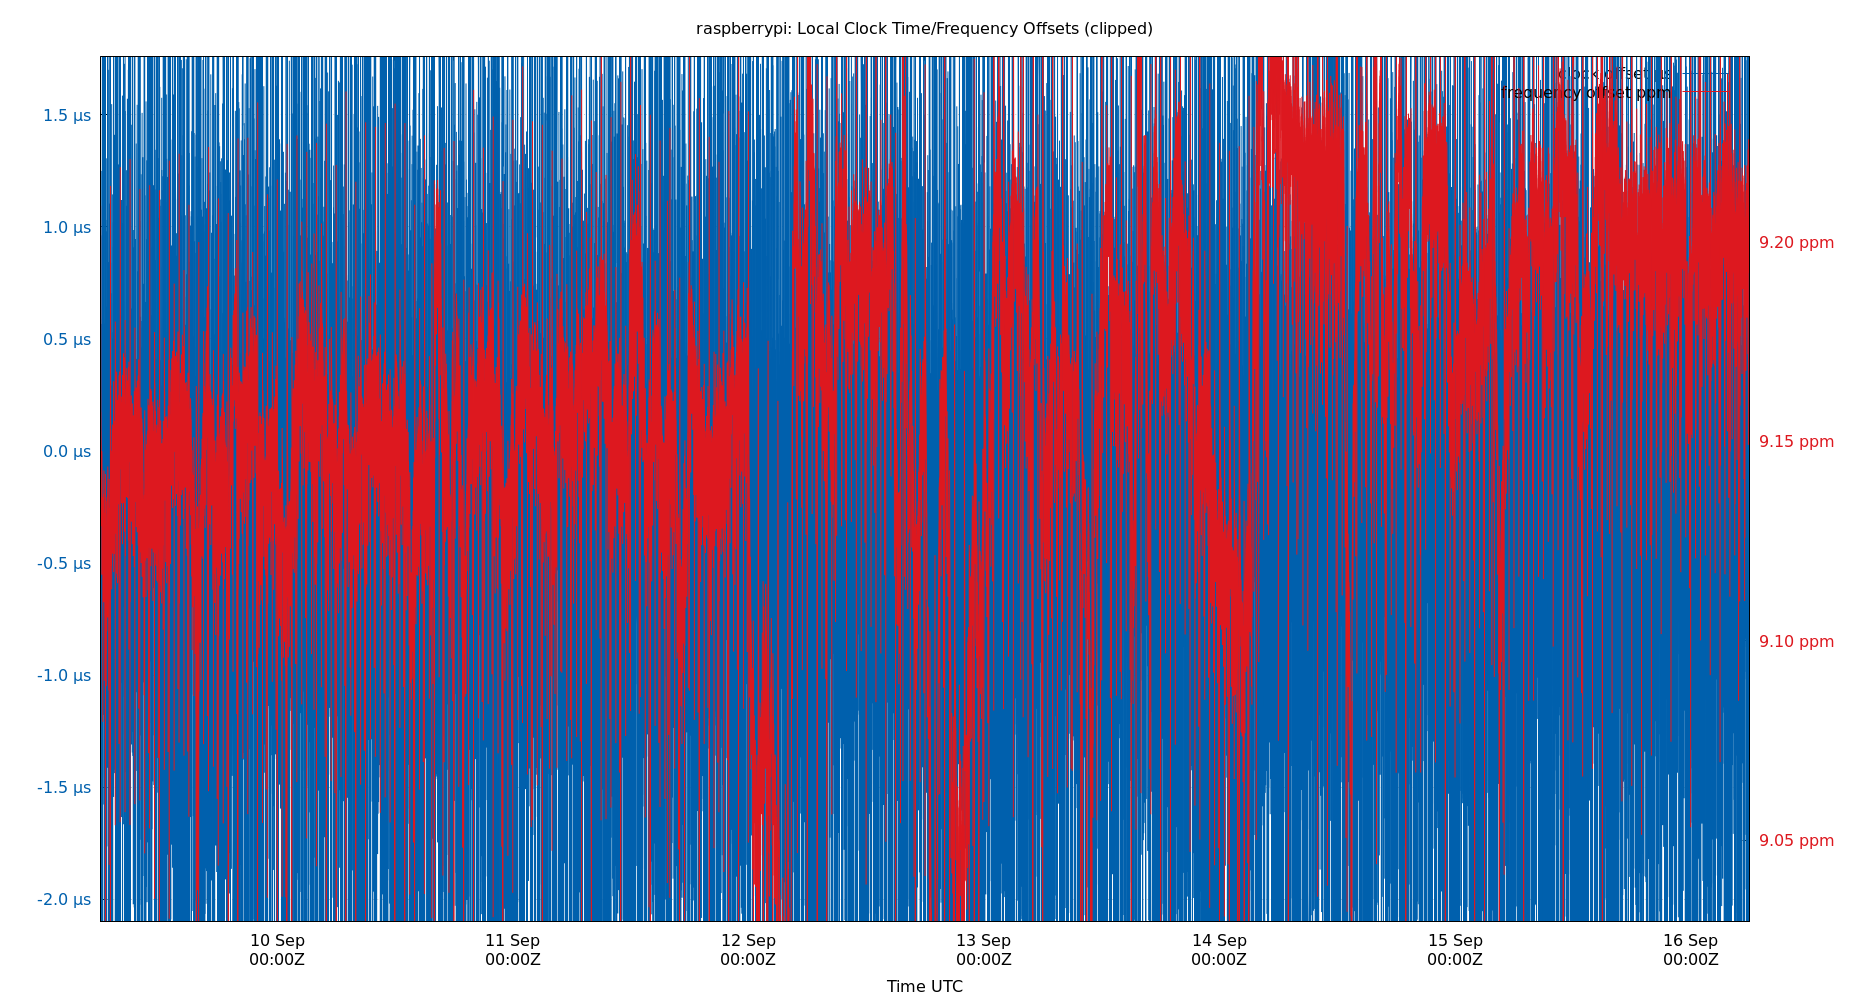 raspberrypi: Local Clock Time/Frequency Offsets (clipped)
clock offset µs
frequency offset ppm
1.5 µs
1.0 µs
0.5 µs
0.0 µs
-0.5 µs
-1.0 µs
-1.5 µs
-2.0 µs
9.20 ppm
9.15 ppm
9.10 ppm
9.05 ppm
10 Sep
00:00Z
11 Sep
00:00Z
12 Sep
00:00Z
13 Sep
00:00Z
14 Sep
00:00Z
15 Sep
00:00Z
16 Sep
00:00Z
Time UTC